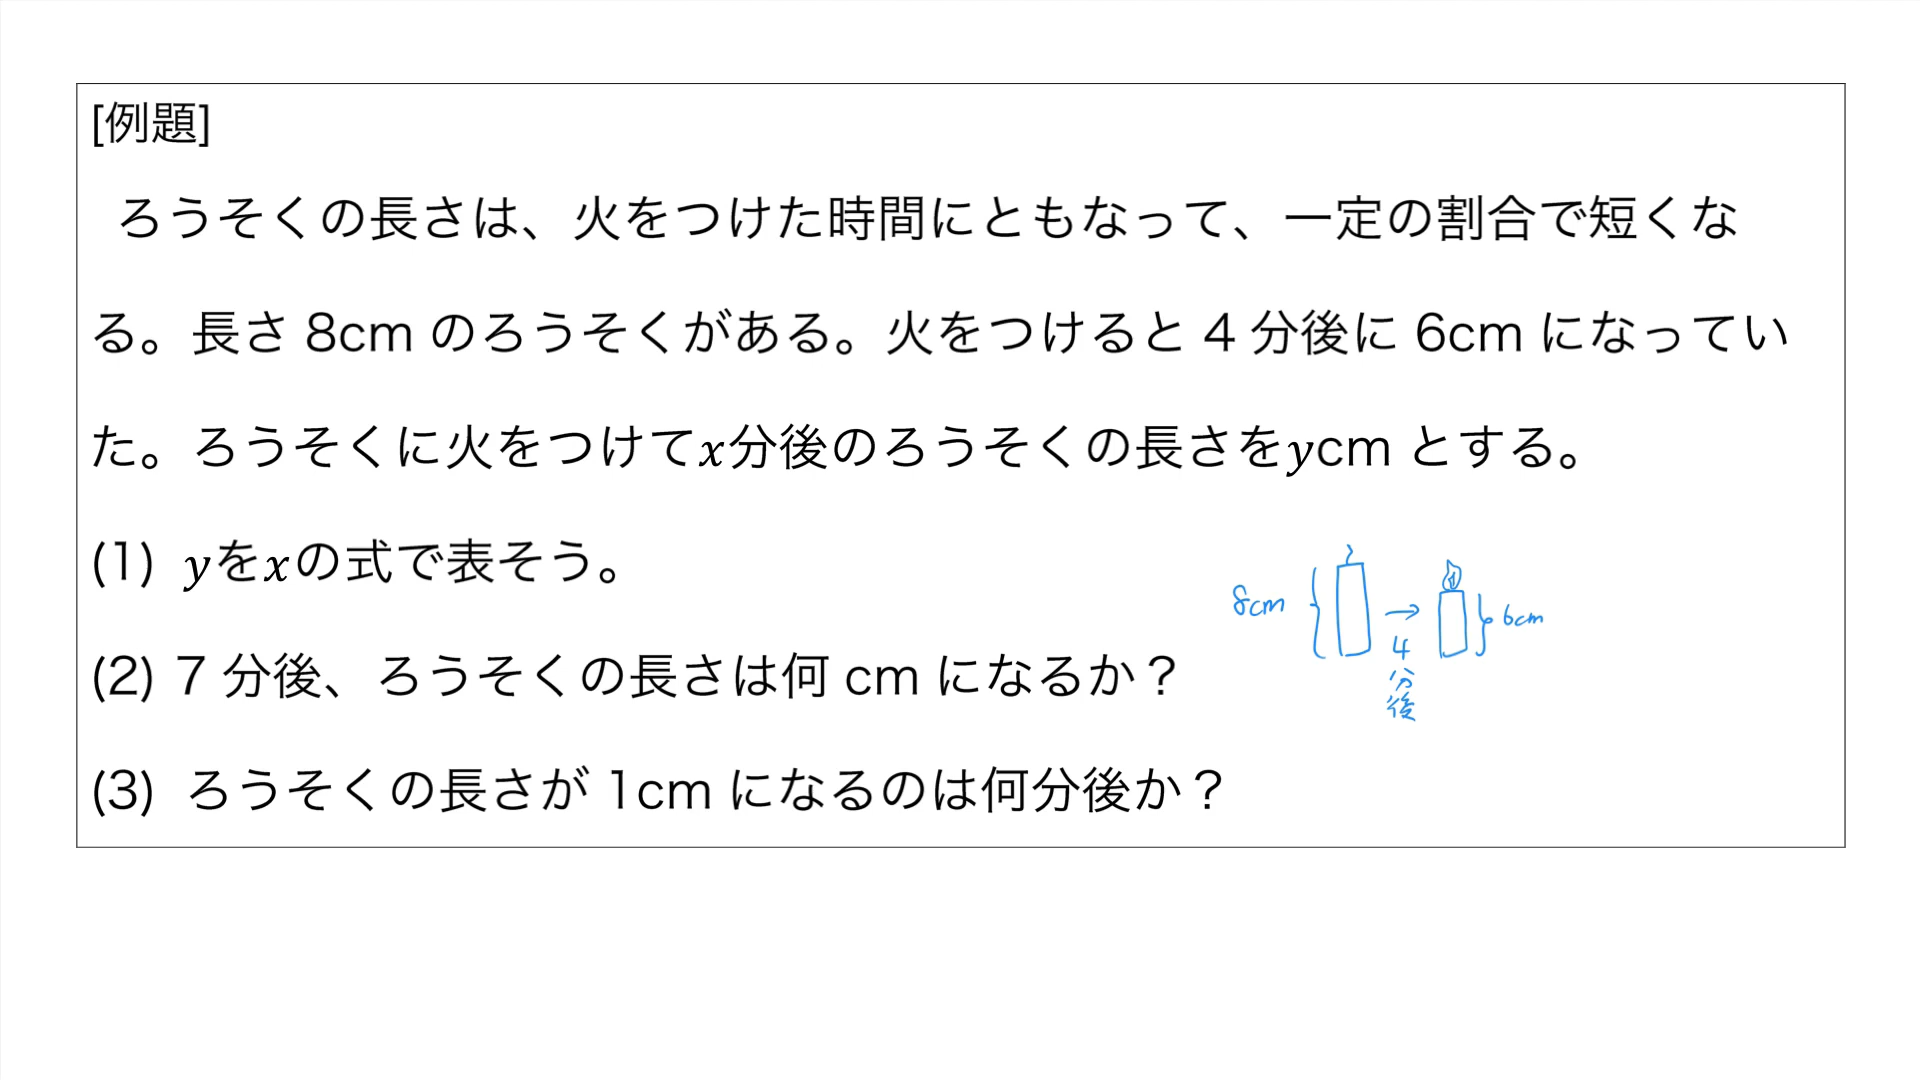 [例題]
ろうそくの長さは、火をつけた時間にともなって、一定の割合で短くな
る。長さ 8cm のろうそくがある。火をつけると 4 分後に 6cm になってい
た。ろうそくに火をつけてx分後のろうそくの長さをycm とする。
(1) yをxの式で表そう。
(2) 7 分後、ろうそくの長さは何 cm になるか？
(3) ろうそくの長さが 1cm になるのは何分後か？
8cm
→
4
分
後
6cm